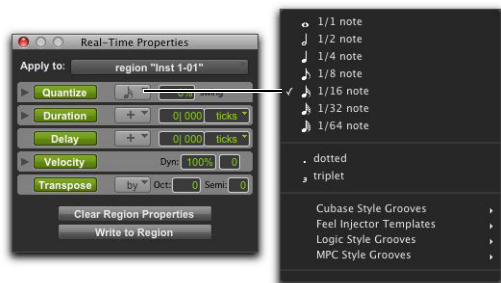 Real-Time Properties
Apply to: region "Inst 1-01"
Quantize 0% swing
Duration + 0| 000 ticks
Delay + 0| 000 ticks
Velocity Dyn: 100% 0
Transpose by Oct: 0 Semi: 0
Clear Region Properties
Write to Region
1/1 note
1/2 note
1/4 note
1/8 note
✓ 1/16 note
1/32 note
1/64 note
. dotted
3 triplet
Cubase Style Grooves
Feel Injector Templates
Logic Style Grooves
MPC Style Grooves